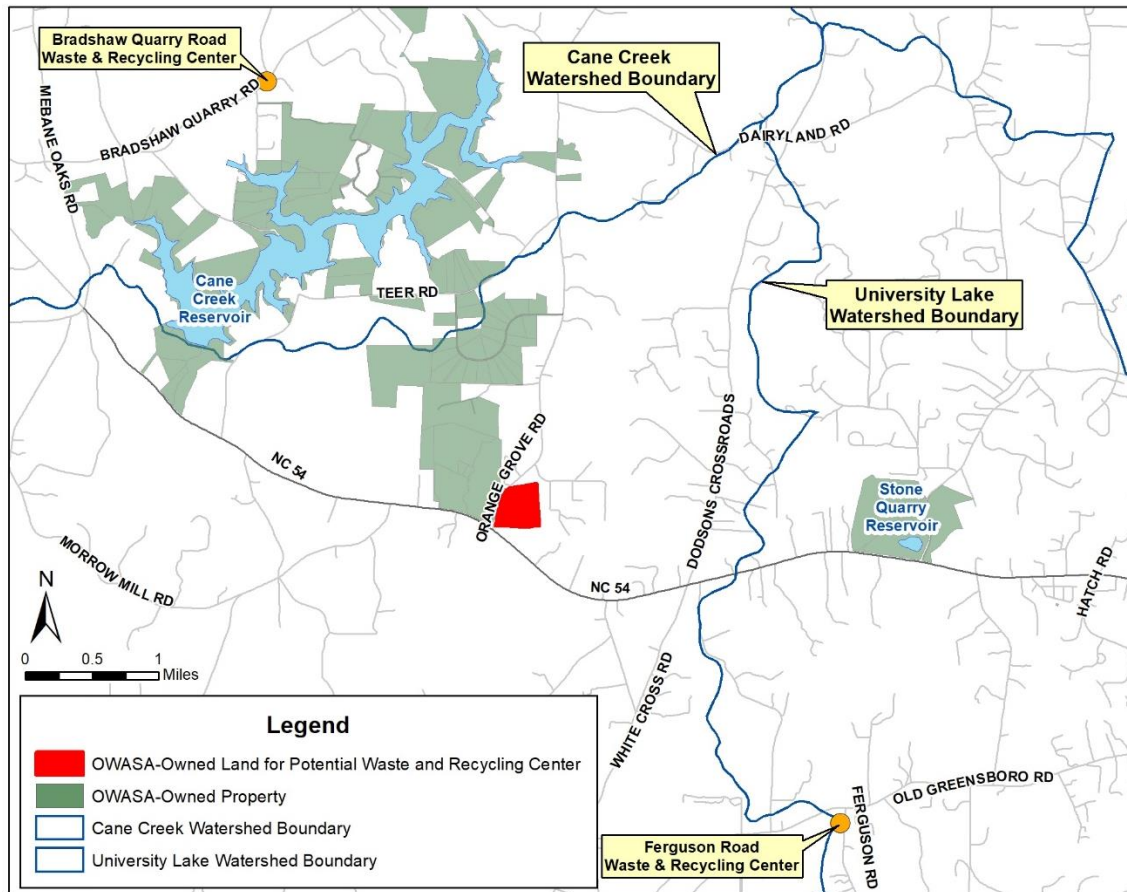 Bradshaw Quarry Road
Waste & Recycling Center
Cane Creek
Watershed Boundary
MEBANE OAKS RD
BRADSHAW QUARRY RD
DAIRYLAND RD
Cane
Creek
Reservoir
TEER RD
University Lake
Watershed Boundary
NC 54
ORANGE GROVE RD
DODSONS CROSSROADS
Stone
Quarry
Reservoir
MORROW MILL RD
NC 54
HATCH RD
N
0 0.5 1
Miles
WHITE CROSS RD
OLD GREENSBORO RD
FERGUSON RD
Ferguson Road
Waste & Recycling Center
Legend
OWASA-Owned Land for Potential Waste and Recycling Center
OWASA-Owned Property
Cane Creek Watershed Boundary
University Lake Watershed Boundary